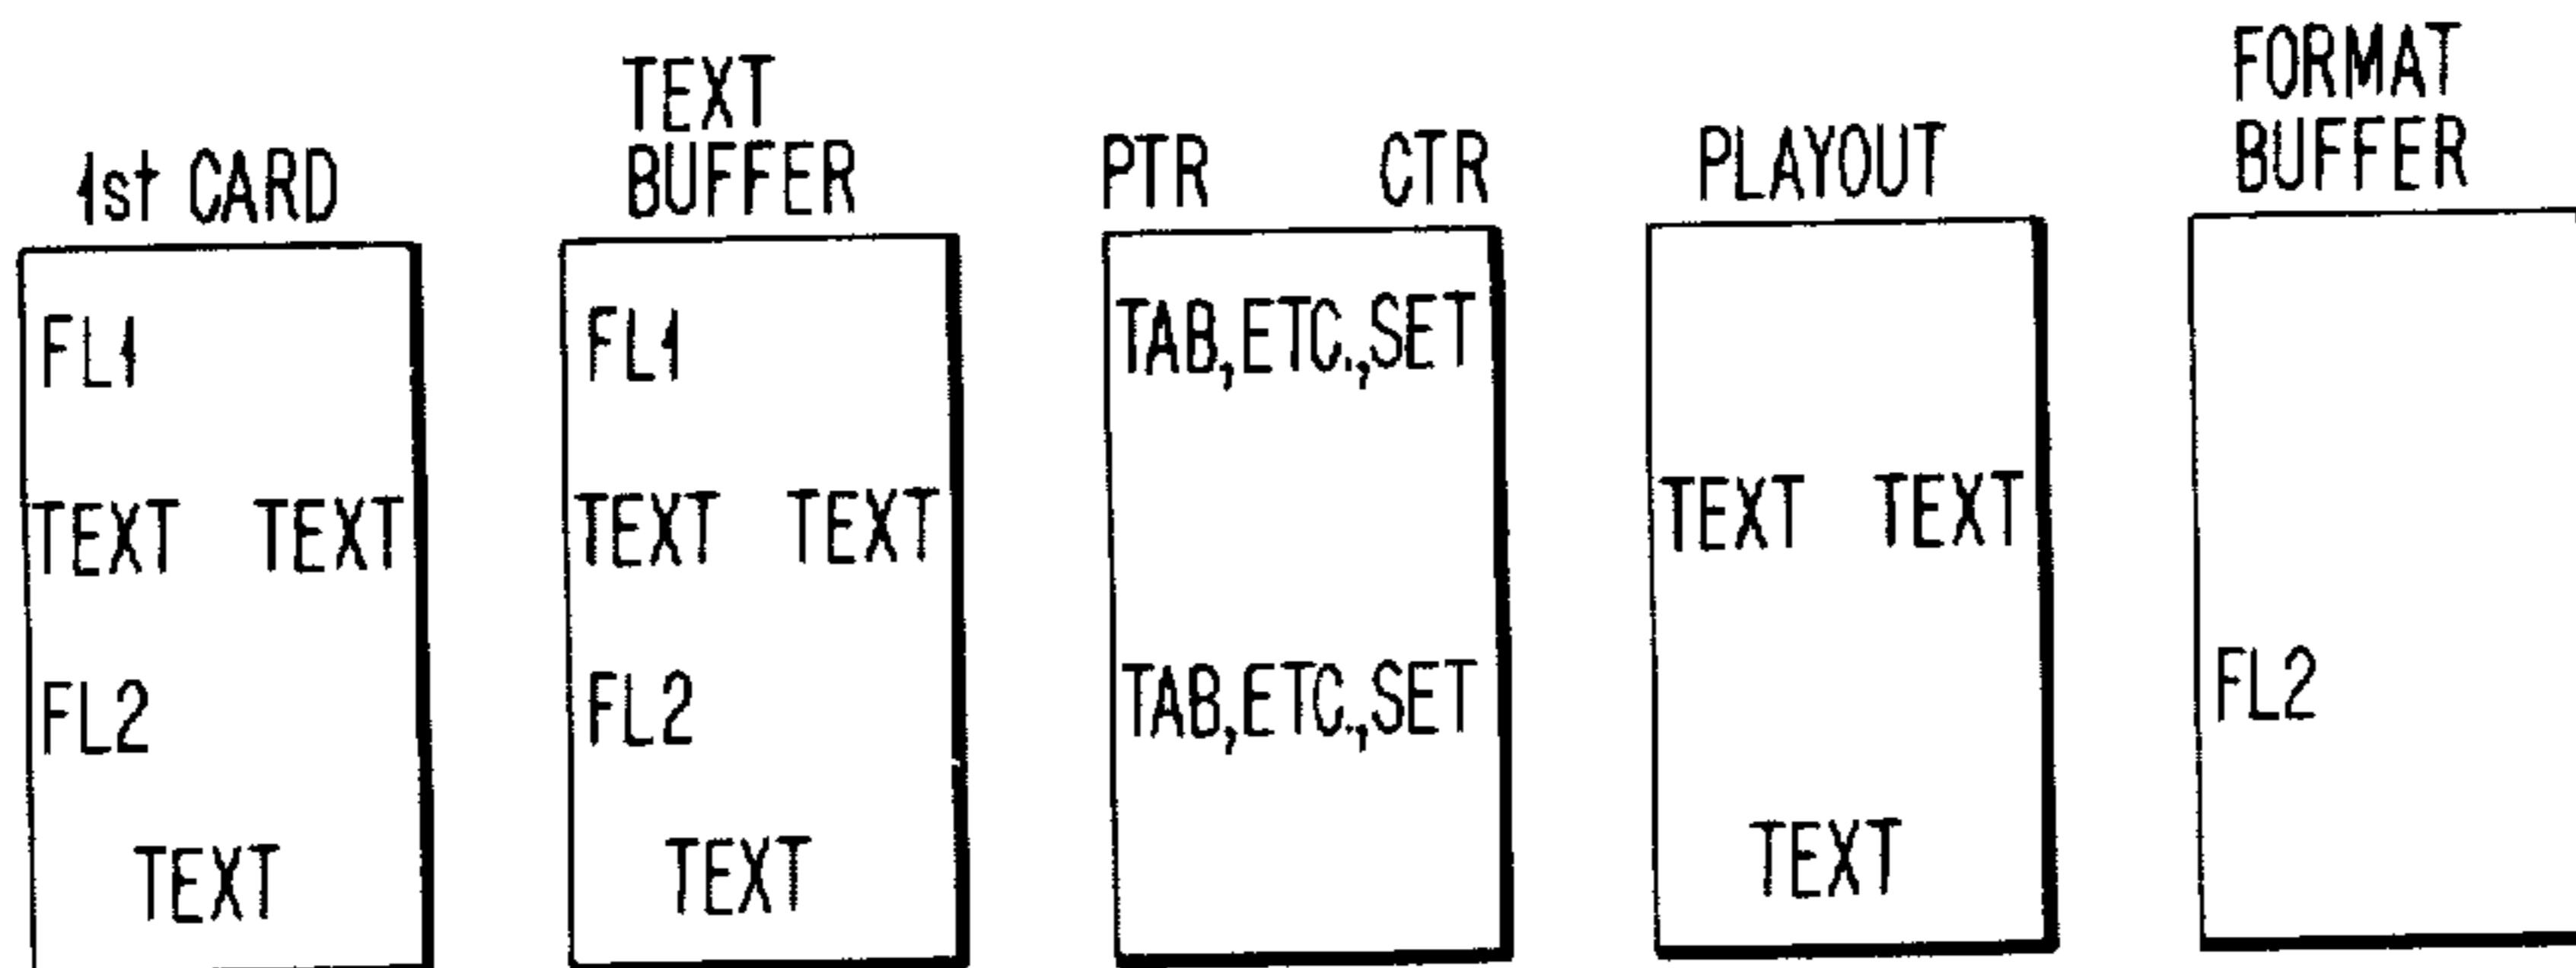 1st CARD
FL1
TEXT TEXT
FL2
TEXT
TEXT
BUFFER
FL1
TEXT TEXT
FL2
TEXT
PTR CTR
TAB,ETC.,SET
TAB,ETC.,SET
PLAYOUT
TEXT TEXT
TEXT
FORMAT
BUFFER
FL2